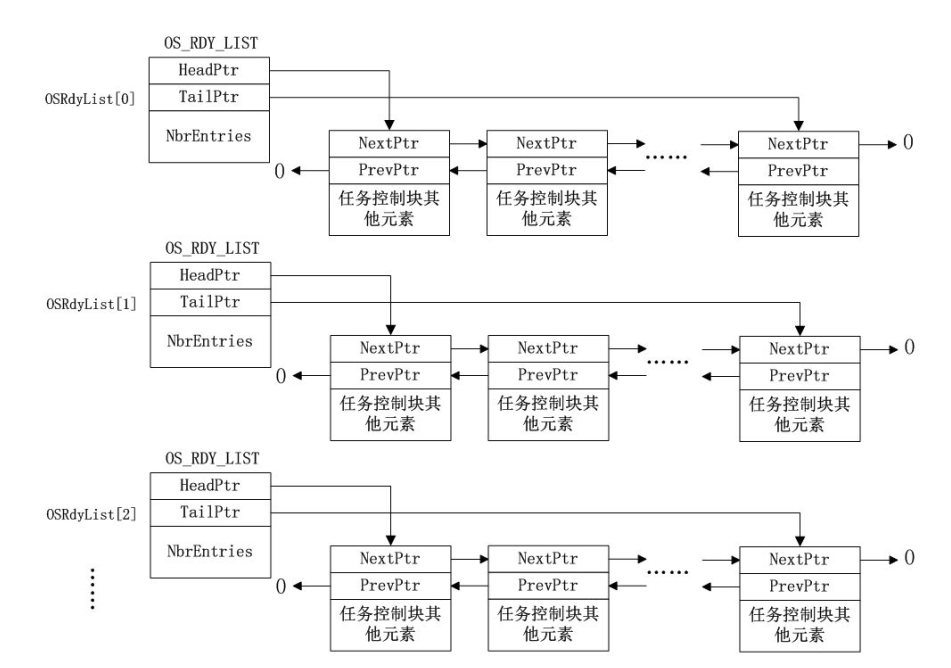 OS_RDY_LIST
HeadPtr
OSRdyList[0]
TailPtr
NbrEntries
NextPtr
NextPtr
……
NextPtr
0
0
PrevPtr
PrevPtr
PrevPtr
任务控制块其
他元素
任务控制块其
他元素
任务控制块其
他元素
OS_RDY_LIST
HeadPtr
OSRdyList[1]
TailPtr
NbrEntries
NextPtr
NextPtr
……
NextPtr
0
0
PrevPtr
PrevPtr
PrevPtr
任务控制块其
他元素
任务控制块其
他元素
任务控制块其
他元素
OS_RDY_LIST
HeadPtr
OSRdyList[2]
TailPtr
NbrEntries
NextPtr
NextPtr
……
NextPtr
0
0
PrevPtr
PrevPtr
PrevPtr
任务控制块其
他元素
任务控制块其
他元素
任务控制块其
他元素
……